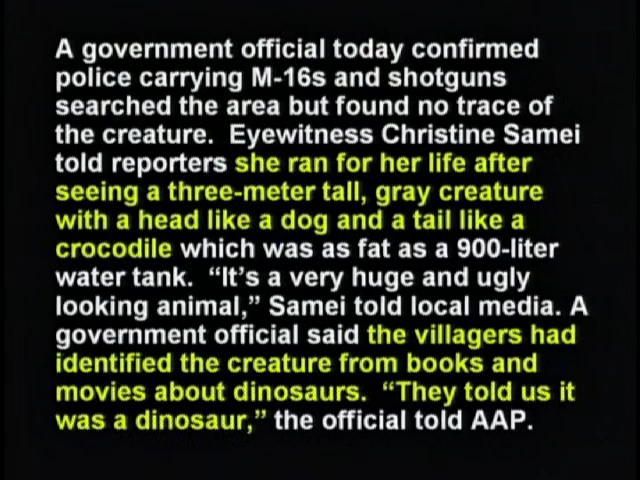 A government official today confirmed
police carrying M-16s and shotguns
searched the area but found no trace of
the creature.  Eyewitness Christine Samei
told reporters she ran for her life after
seeing a three-meter tall, gray creature
with a head like a dog and a tail like a
crocodile which was as fat as a 900-liter
water tank.  “It’s a very huge and ugly
looking animal,” Samei told local media. A
government official said the villagers had
identified the creature from books and
movies about dinosaurs.  “They told us it
was a dinosaur,” the official told AAP.